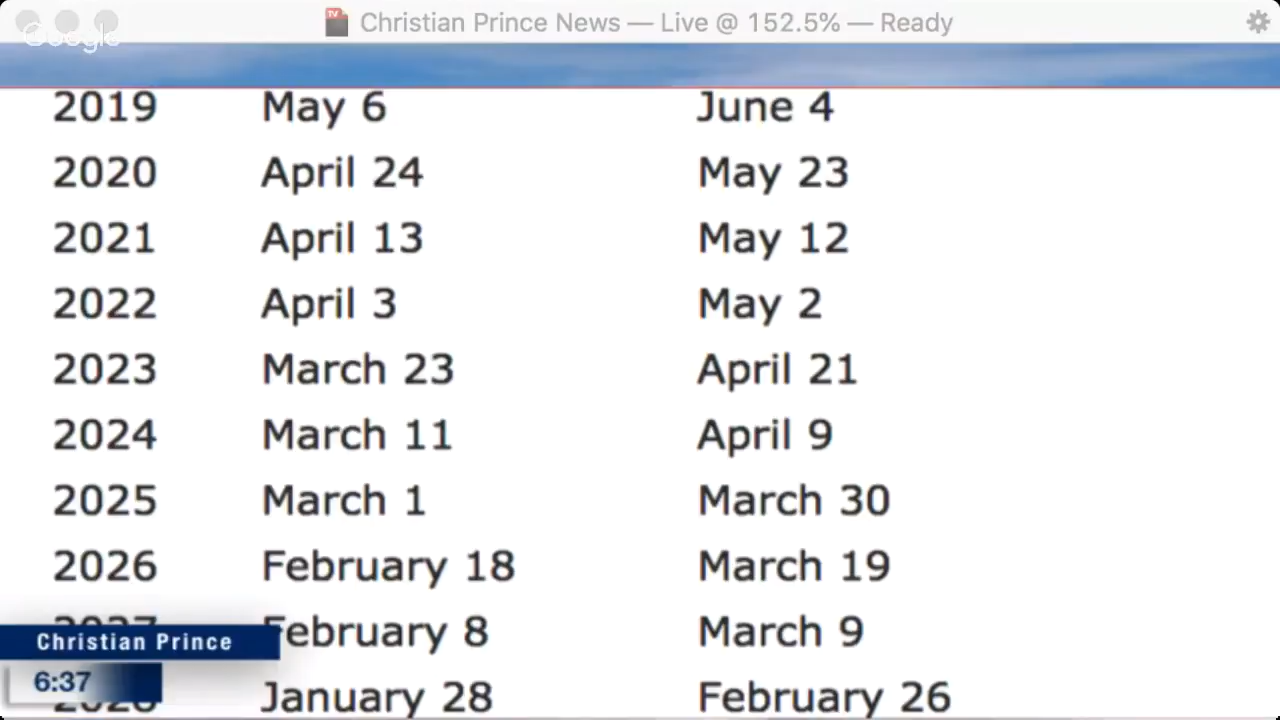 Christian Prince News — Live @ 152.5% — Ready
Google
2019 May 6 June 4
2020 April 24 May 23
2021 April 13 May 12
2022 April 3 May 2
2023 March 23 April 21
2024 March 11 April 9
2025 March 1 March 30
2026 February 18 March 19
2027 February 8 March 9
Christian Prince
6:37
2028 January 28 February 26